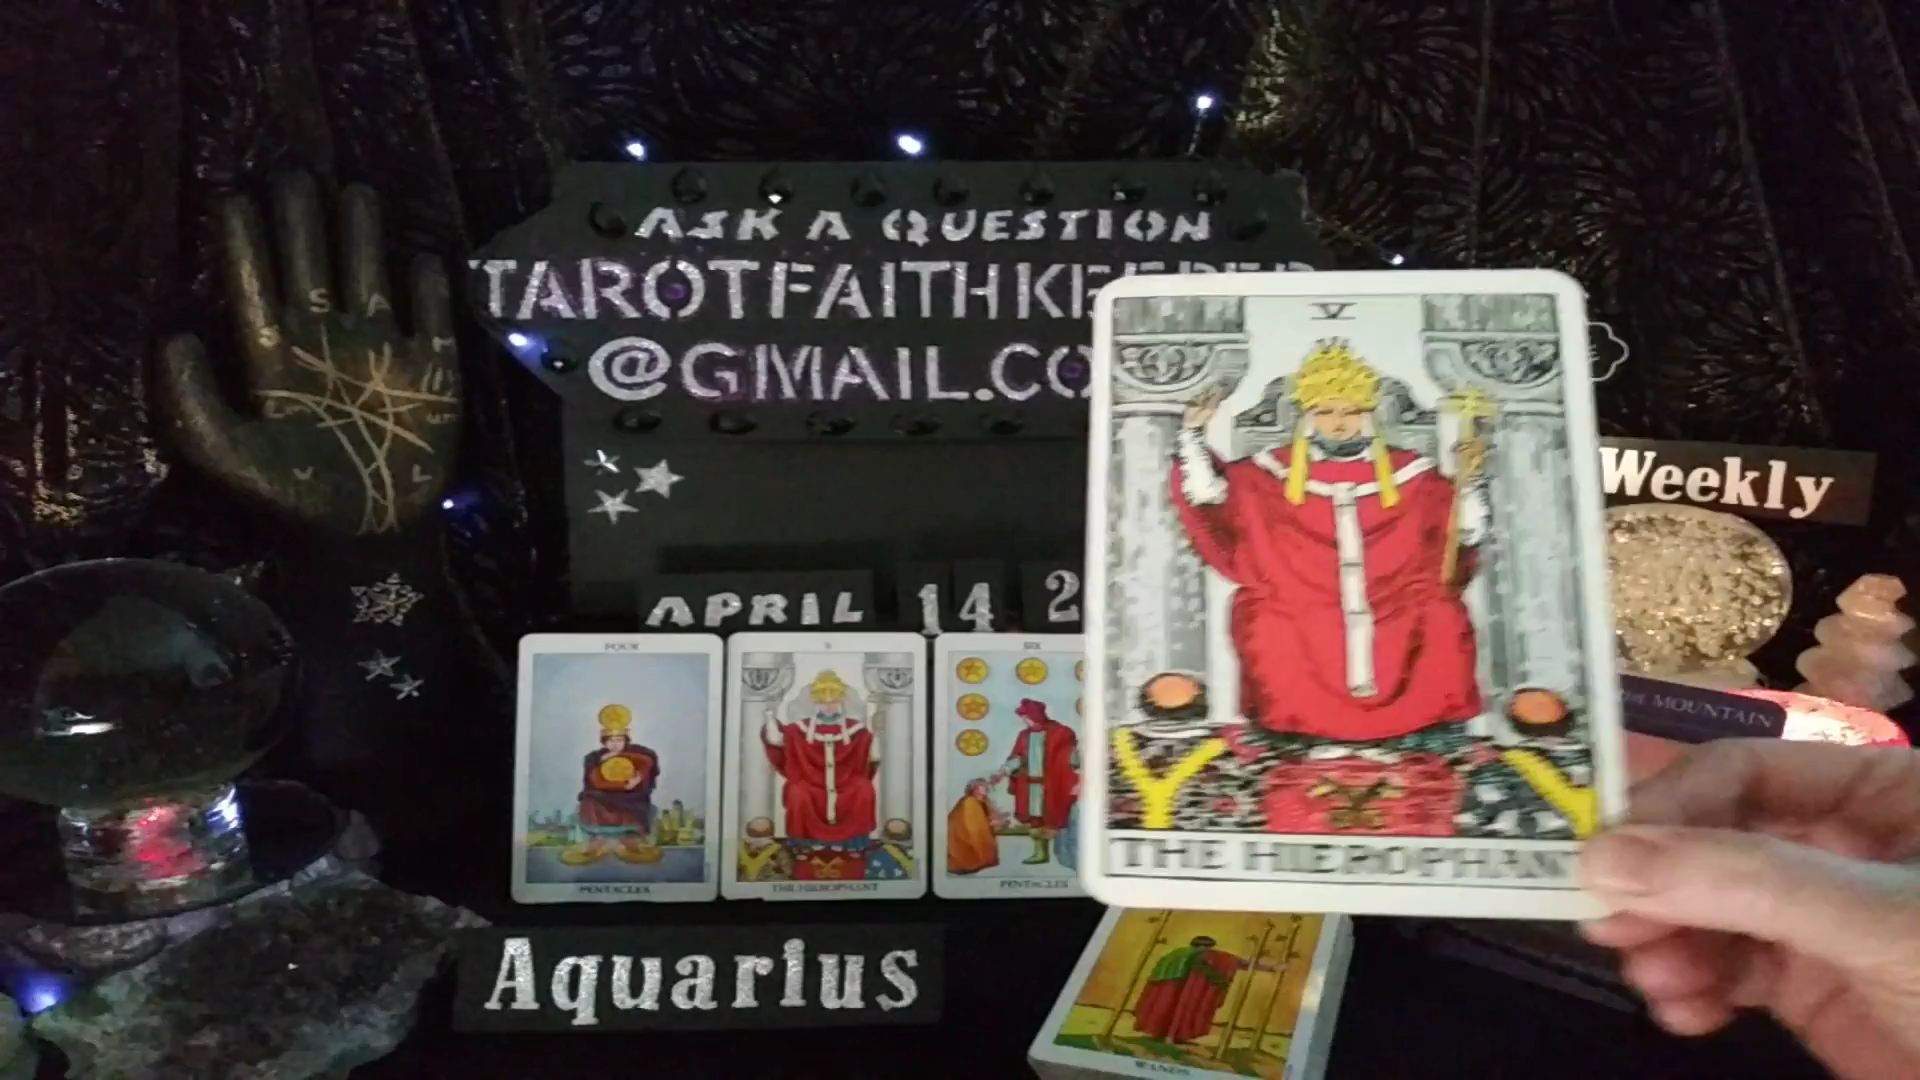 ASK A QUESTION
TAROTFAITHKEEPER
@GMAIL.CO
Weekly
APRIL 14 2
S A
V L
FOUR
PENTACLES
V
THE HIEROPHANT
SIX
PENTACLES
V
THE HIEROPHANT
MOUNTAIN
Aquarius
WANDS